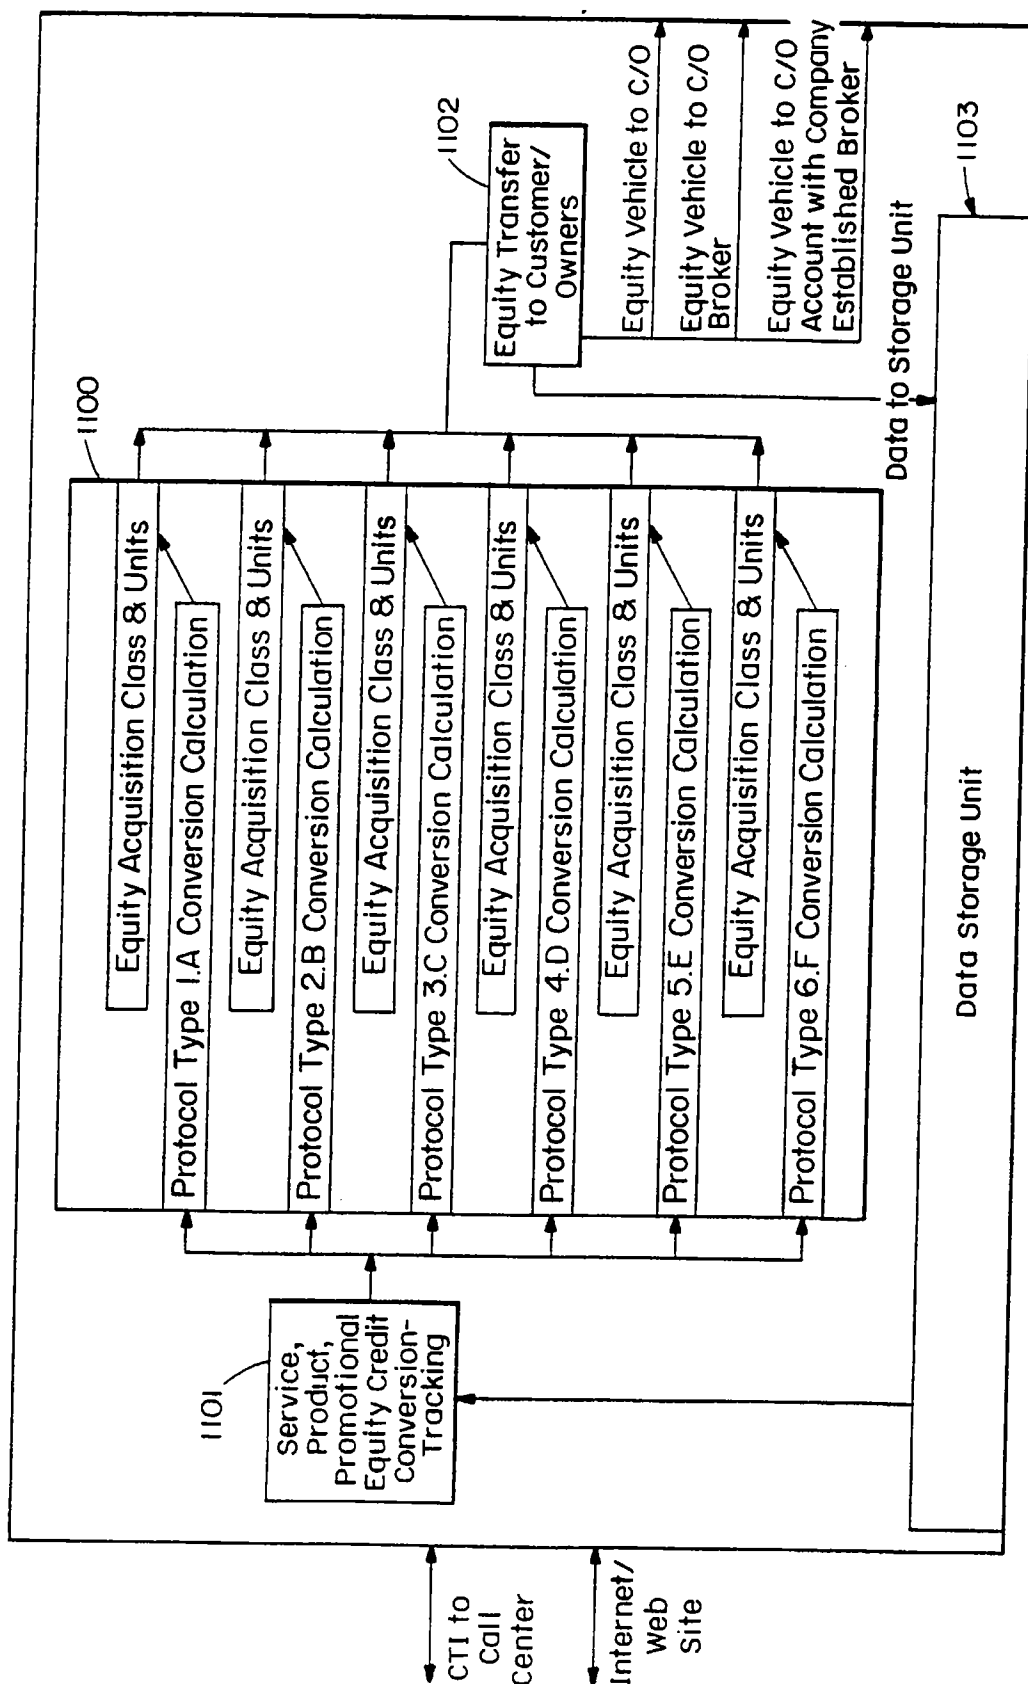 CTI to
Call
Center
Internet/
Web
Site
1101
Service,
Product,
Promotional
Equity Credit
Conversion-
Tracking
1100
Equity Acquisition Class & Units
Protocol Type 1.A Conversion Calculation
Equity Acquisition Class & Units
Protocol Type 2.B Conversion Calculation
Equity Acquisition Class & Units
Protocol Type 3.C Conversion Calculation
Equity Acquisition Class & Units
Protocol Type 4.D Conversion Calculation
Equity Acquisition Class & Units
Protocol Type 5.E Conversion Calculation
Equity Acquisition Class & Units
Protocol Type 6.F Conversion Calculation
1102
Equity Transfer
to Customer/
Owners
Equity Vehicle to C/O
Equity Vehicle to C/O
Broker
Equity Vehicle to C/O
Account with Company
Established Broker
Data to Storage Unit
1103
Data Storage Unit